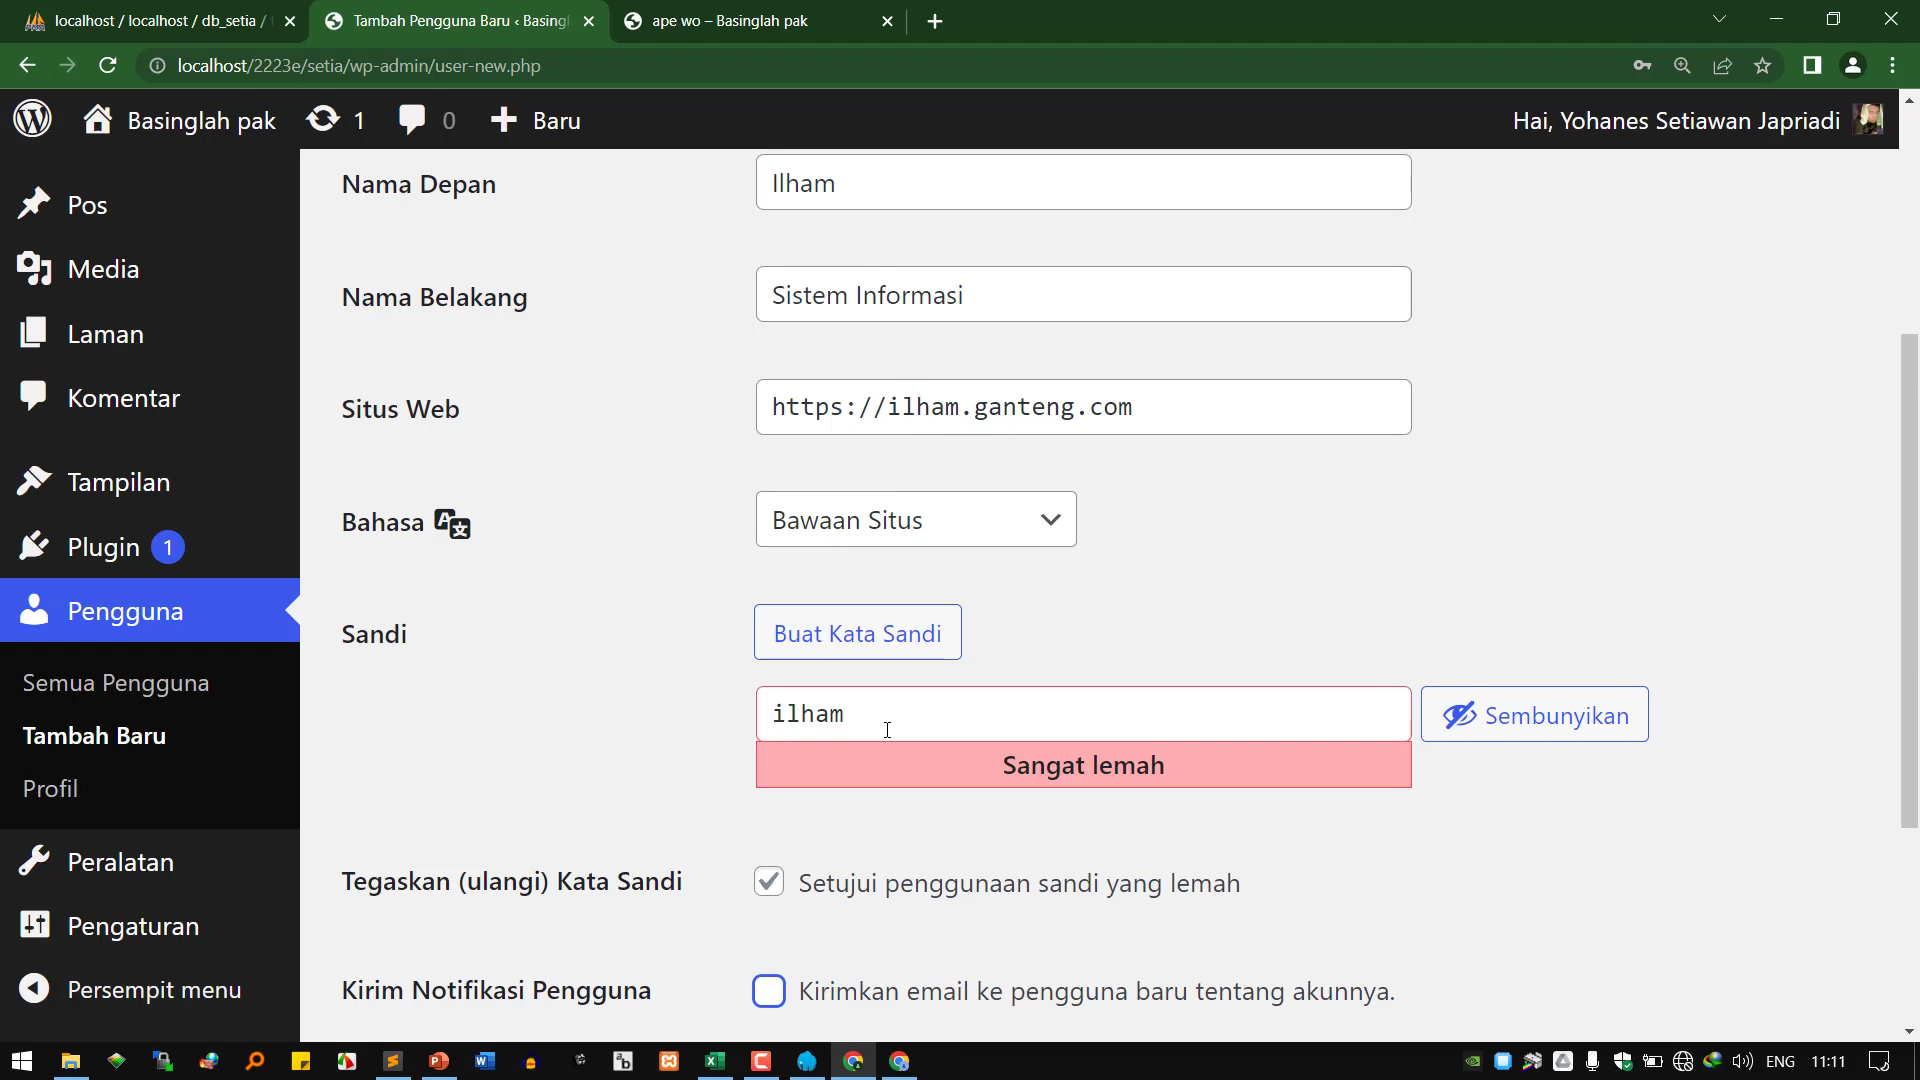 localhost / localhost / db_setia /
Tambah Pengguna Baru ‹ Basingl
ape wo – Basinglah pak
localhost/2223e/setia/wp-admin/user-new.php
Basinglah pak
1
0
Baru
Hai, Yohanes Setiawan Japriadi
Pos
Media
Laman
Komentar
Tampilan
Plugin 1
Pengguna
Semua Pengguna
Tambah Baru
Profil
Peralatan
Pengaturan
Persempit menu
Nama Depan
Ilham
Nama Belakang
Sistem Informasi
Situs Web
https://ilham.ganteng.com
Bahasa
Bawaan Situs
Sandi
Buat Kata Sandi
ilham
Sembunyikan
Sangat lemah
Tegaskan (ulangi) Kata Sandi
Setujui penggunaan sandi yang lemah
Kirim Notifikasi Pengguna
Kirimkan email ke pengguna baru tentang akunnya.
ENG
11:11